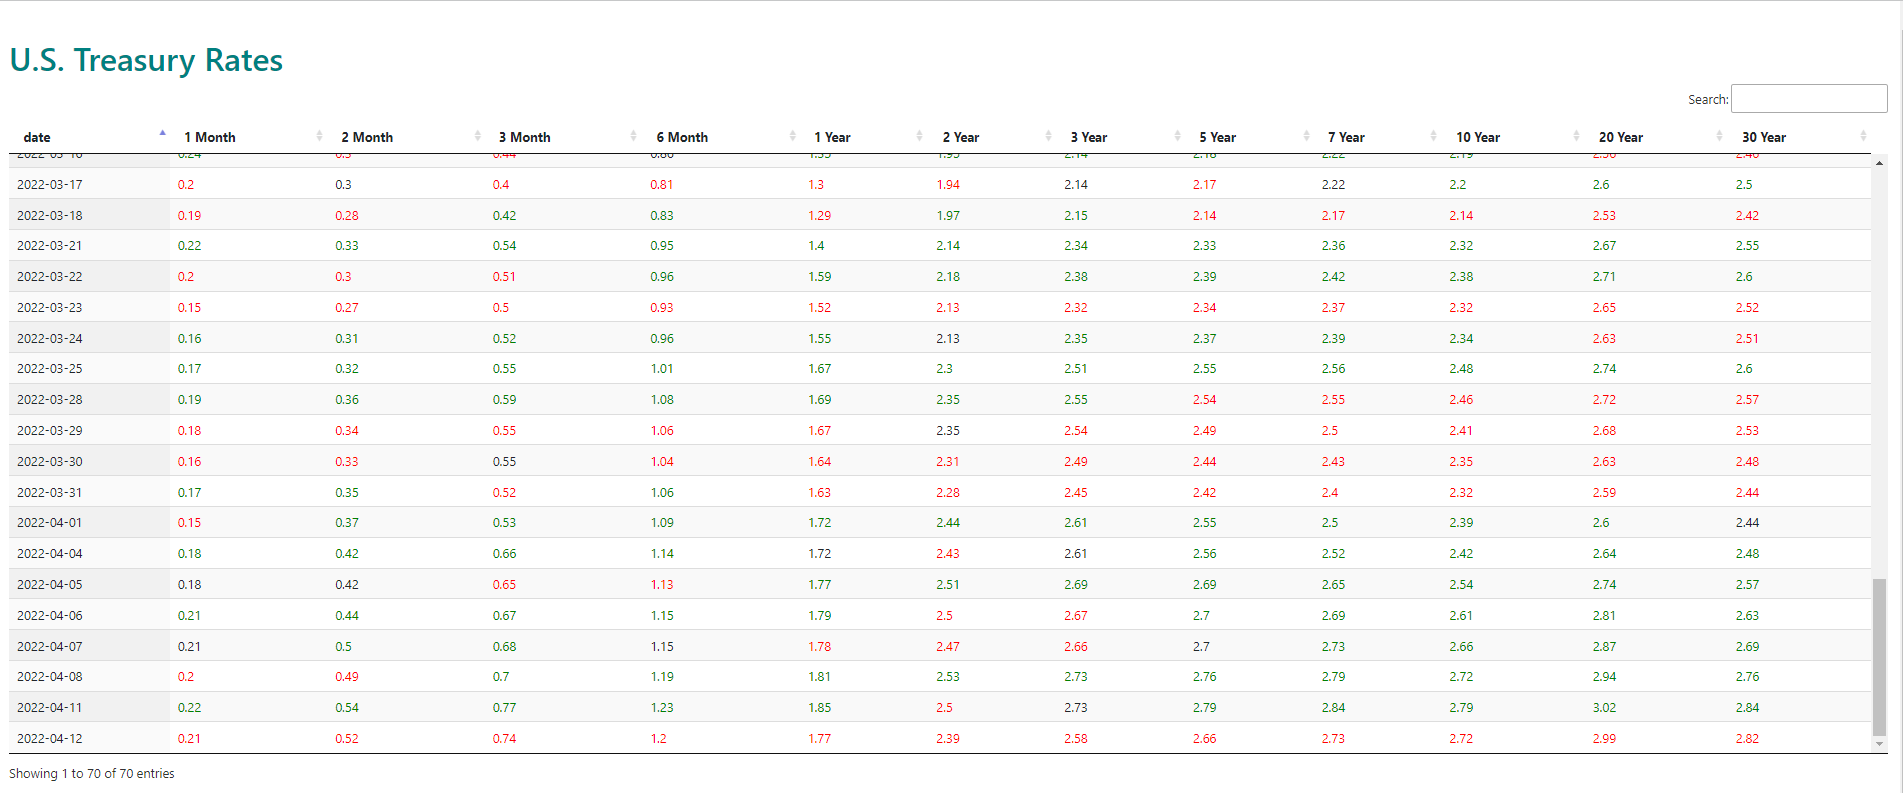 U.S. Treasury Rates
Search:
date 1 Month 2 Month 3 Month 6 Month 1 Year 2 Year 3 Year 5 Year 7 Year 10 Year 20 Year 30 Year
2022-03-17 0.2 0.3 0.4 0.81 1.3 1.94 2.14 2.17 2.22 2.2 2.6 2.5
2022-03-18 0.19 0.28 0.42 0.83 1.29 1.97 2.15 2.14 2.17 2.14 2.53 2.42
2022-03-21 0.22 0.33 0.54 0.95 1.4 2.14 2.34 2.33 2.36 2.32 2.67 2.55
2022-03-22 0.2 0.3 0.51 0.96 1.59 2.18 2.38 2.39 2.42 2.38 2.71 2.6
2022-03-23 0.15 0.27 0.5 0.93 1.52 2.13 2.32 2.34 2.37 2.32 2.65 2.52
2022-03-24 0.16 0.31 0.52 0.96 1.55 2.13 2.35 2.37 2.39 2.34 2.63 2.51
2022-03-25 0.17 0.32 0.55 1.01 1.67 2.3 2.51 2.55 2.56 2.48 2.74 2.6
2022-03-28 0.19 0.36 0.59 1.08 1.69 2.35 2.55 2.54 2.55 2.46 2.72 2.57
2022-03-29 0.18 0.34 0.55 1.06 1.67 2.35 2.54 2.49 2.5 2.41 2.68 2.53
2022-03-30 0.16 0.33 0.55 1.04 1.64 2.31 2.49 2.44 2.43 2.35 2.63 2.48
2022-03-31 0.17 0.35 0.52 1.06 1.63 2.28 2.45 2.42 2.4 2.32 2.59 2.44
2022-04-01 0.15 0.37 0.53 1.09 1.72 2.44 2.61 2.55 2.5 2.39 2.6 2.44
2022-04-04 0.18 0.42 0.66 1.14 1.72 2.43 2.61 2.56 2.52 2.42 2.64 2.48
2022-04-05 0.18 0.42 0.65 1.13 1.77 2.51 2.69 2.69 2.65 2.54 2.74 2.57
2022-04-06 0.21 0.44 0.67 1.15 1.79 2.5 2.67 2.7 2.69 2.61 2.81 2.63
2022-04-07 0.21 0.5 0.68 1.15 1.78 2.47 2.66 2.7 2.73 2.66 2.87 2.69
2022-04-08 0.2 0.49 0.7 1.19 1.81 2.53 2.73 2.76 2.79 2.72 2.94 2.76
2022-04-11 0.22 0.54 0.77 1.23 1.85 2.5 2.73 2.79 2.84 2.79 3.02 2.84
2022-04-12 0.21 0.52 0.74 1.2 1.77 2.39 2.58 2.66 2.73 2.72 2.99 2.82
Showing 1 to 70 of 70 entries